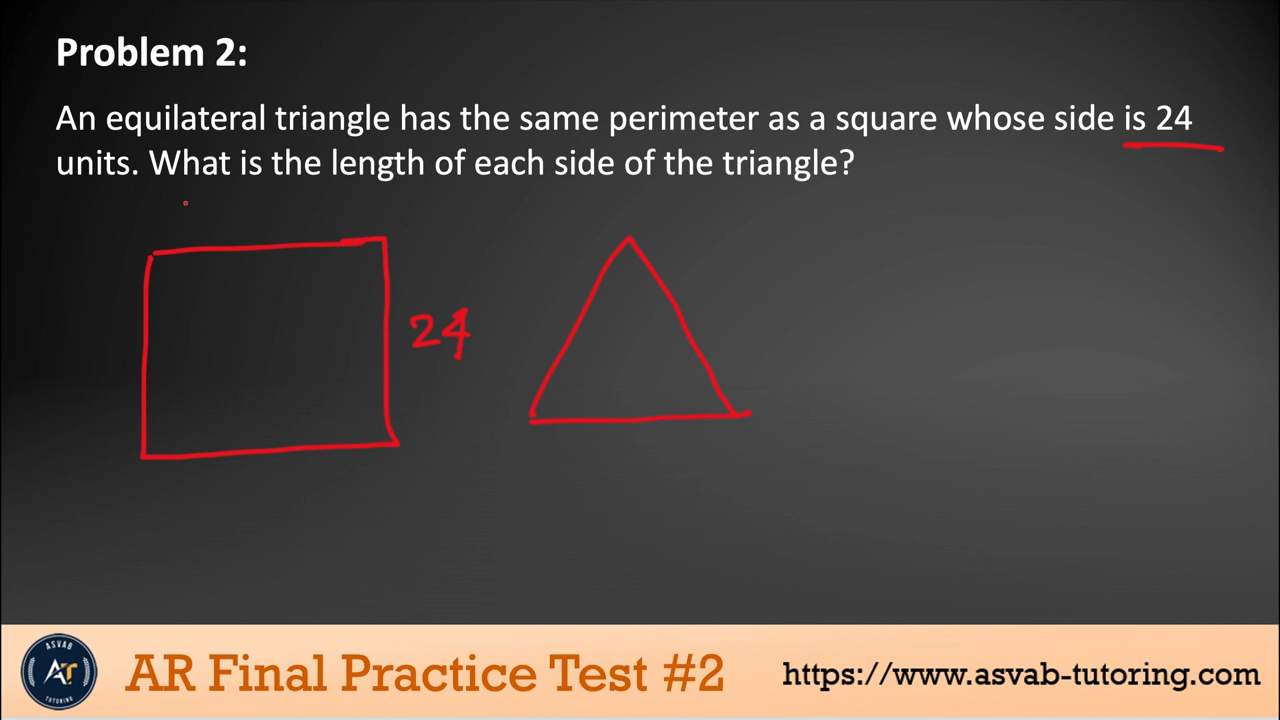 Problem 2:
An equilateral triangle has the same perimeter as a square whose side is 24
units. What is the length of each side of the triangle?
24
ASVAB
AT
TUTORING
AR Final Practice Test #2
https://www.asvab-tutoring.com